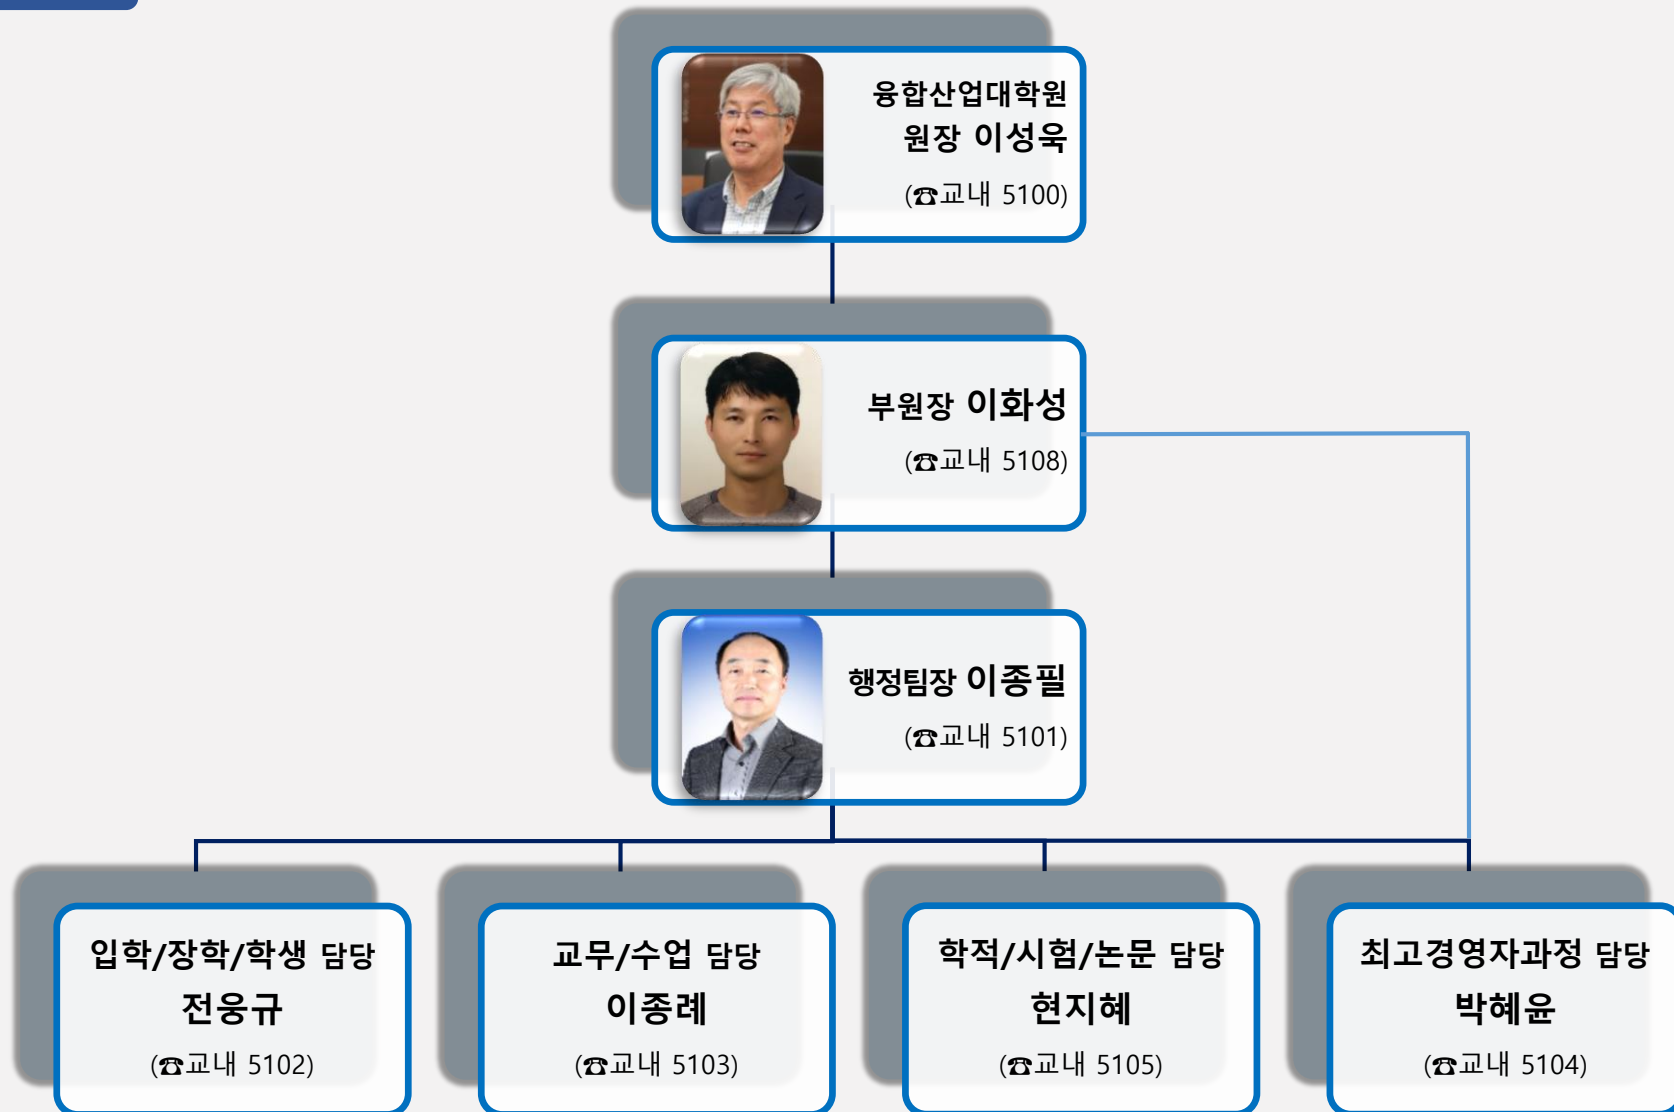 융합산업대학원
원장 이성욱
(☎교내 5100)
부원장 이화성
(☎교내 5108)
행정팀장 이종필
(☎교내 5101)
입학/장학/학생 담당
전웅규
(☎교내 5102)
교무/수업 담당
이종례
(☎교내 5103)
학적/시험/논문 담당
현지혜
(☎교내 5105)
최고경영자과정 담당
박혜윤
(☎교내 5104)